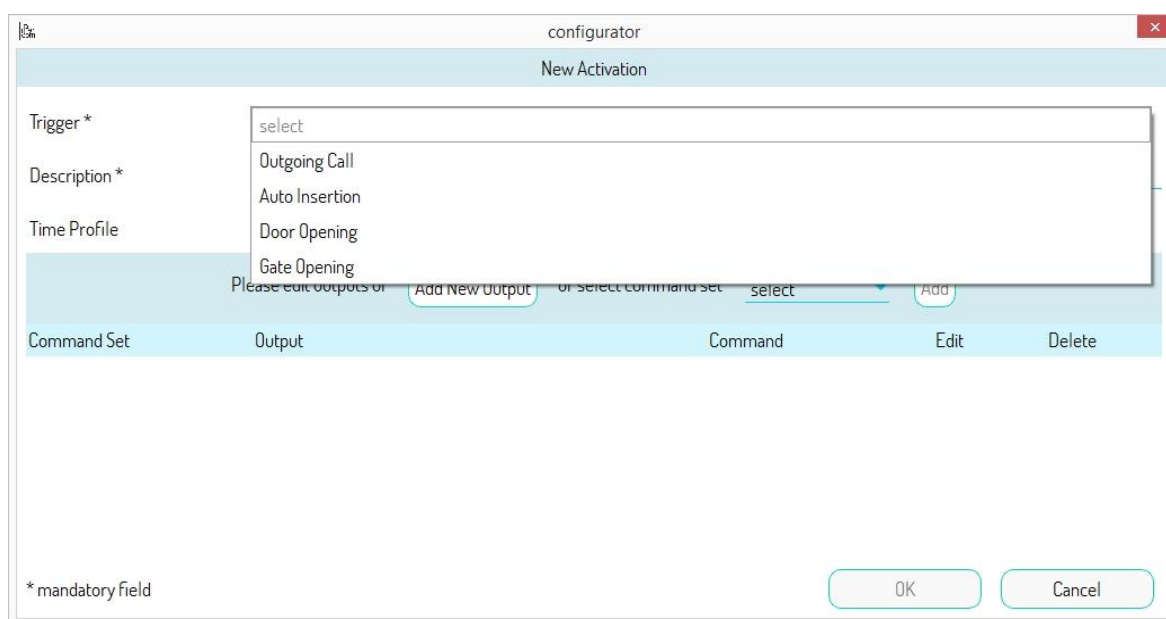 configurator
New Activation
Trigger *
select
Outgoing Call
Description *
Auto Insertion
Time Profile
Door Opening
Gate Opening
Please edit outputs or Add New Output or select command set select Add
Command Set Output Command Edit Delete
* mandatory field OK Cancel